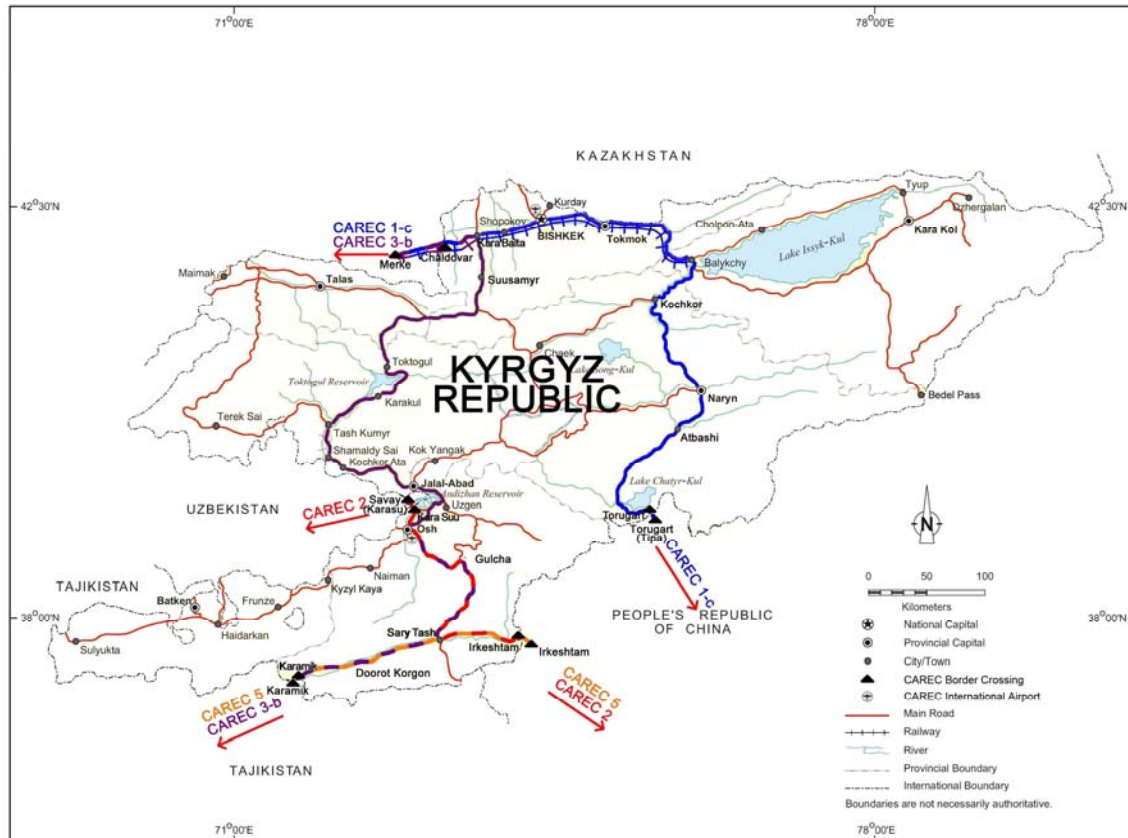 71°00'E
78°00'E
42°30'N
42°30'N
KAZAKHSTAN
Kurday
Shopokov
BISHKEK
Tokmok
Cholpon-Ata
Tyup
Dzhergalan
Kara Kol
Lake Issyk-Kul
Balykchy
CAREC 1-c
CAREC 3-b
Merke
Chaldovar
Kara Balta
Suusamyr
Maimak
Talas
Kochkor
Chaek
Lake Song-Kul
Toktogul
Toktogul Reservoir
KYRGYZ
REPUBLIC
Karakul
Naryn
Bedel Pass
Terek Sai
Tash Kumyr
Atbashi
Shamaldy Sai
Kochkor Ata
Kok Yangak
Jalal-Abad
Andizhan Reservoir
Lake Chatyr-Kul
UZBEKISTAN
CAREC 2
Savay
(Karasu)
Kara Suu
Uzgen
Osh
Torugart
Torugart
(Tipa)
CAREC 1-c
Gulcha
TAJIKISTAN
Naiman
Kyzyl Kaya
Batken
Frunze
Haidarkan
Sulyukta
PEOPLE'S REPUBLIC
OF CHINA
38°00'N
38°00'N
Sary Tash
Irkeshtam
Irkeshtam
Karamik
Karamik
Doorot Korgon
CAREC 5
CAREC 3-b
CAREC 5
CAREC 2
TAJIKISTAN
N
0 50 50 100
Kilometers
National Capital
Provincial Capital
City/Town
CAREC Border Crossing
CAREC International Airport
Main Road
Railway
River
Provincial Boundary
International Boundary
Boundaries are not necessarily authoritative.
71°00'E
78°00'E